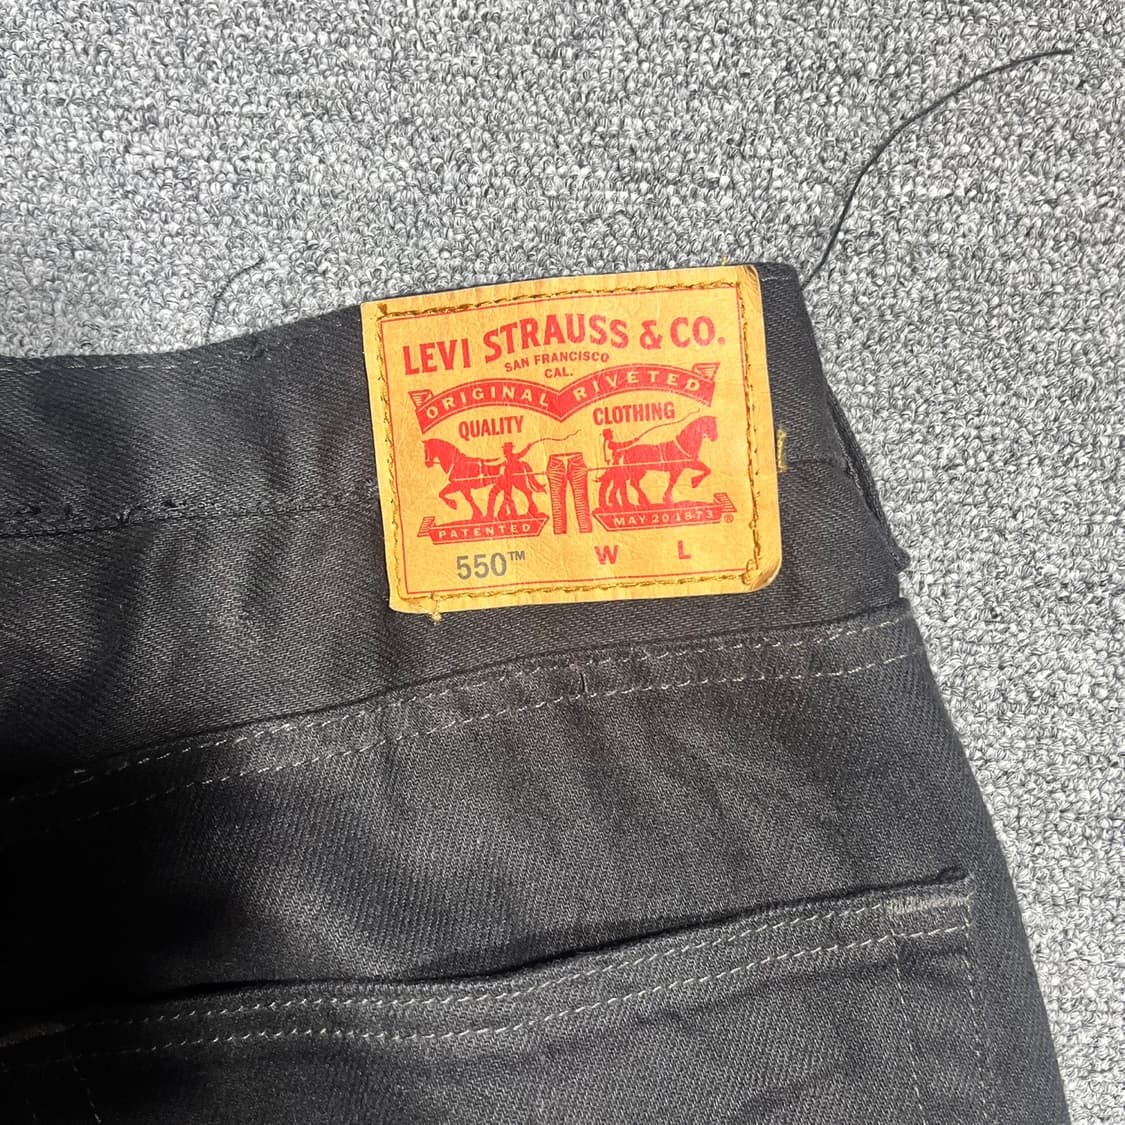 LEVI STRAUSS & CO.
SAN FRANCISCO
CAL.
ORIGINAL RIVETED
QUALITY CLOTHING
PATENTED MAY 20 1873 ®
550™ W L